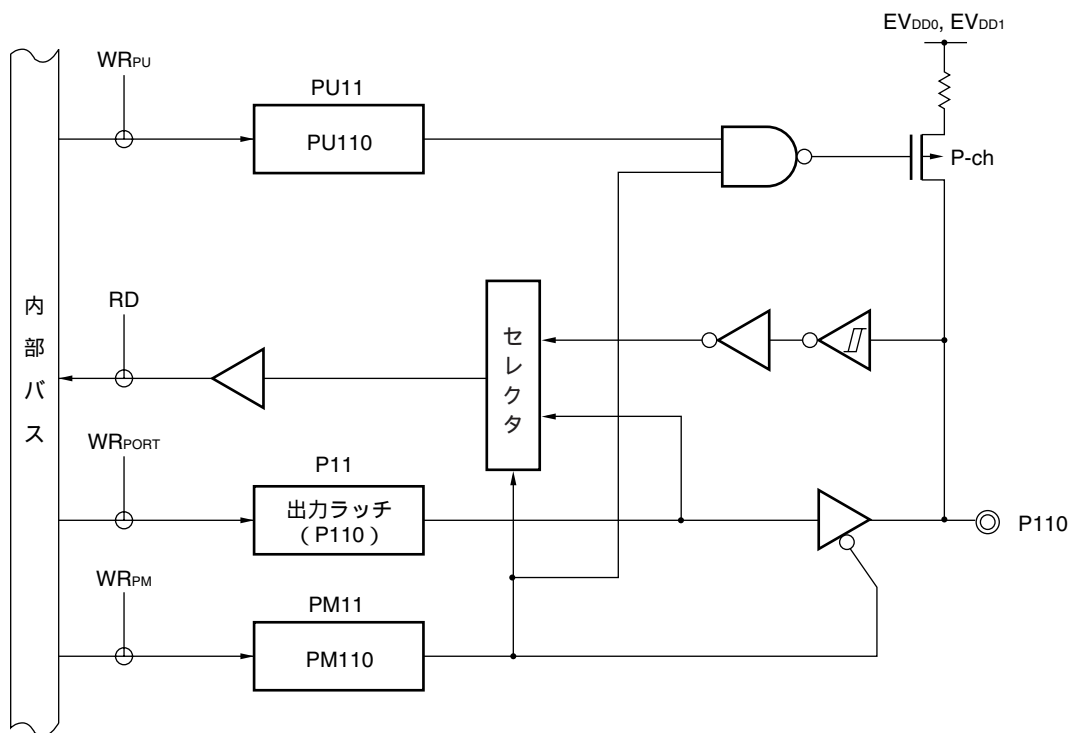 EVDD0, EVDD1
WRPU
PU11
PU110
P-ch
RD
内部バス
セレクタ
WRPORT
P11
出力ラッチ
(P110)
P110
WRPM
PM11
PM110